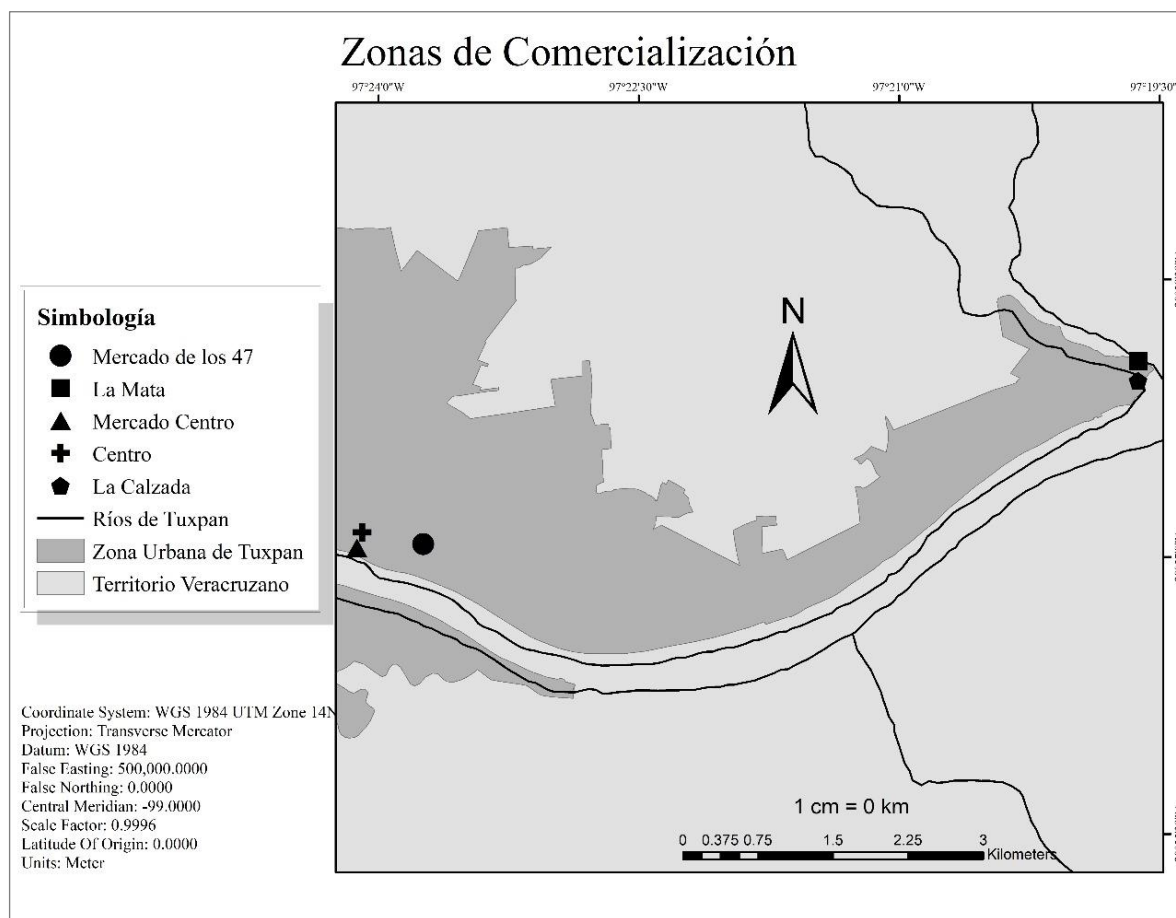 Zonas de Comercialización
97°24'0"W 97°22'30"W 97°21'0"W 97°19'30"
N
Simbología
Mercado de los 47
La Mata
Mercado Centro
Centro
La Calzada
Ríos de Tuxpan
Zona Urbana de Tuxpan
Territorio Veracruzano
Coordinate System: WGS 1984 UTM Zone 14N
Projection: Transverse Mercator
Datum: WGS 1984
False Easting: 500,000.0000
False Northing: 0.0000
Central Meridian: -99.0000
Scale Factor: 0.9996
Latitude Of Origin: 0.0000
Units: Meter
1 cm = 0 km
0 0.375 0.75 1.5 2.25 3
Kilometers